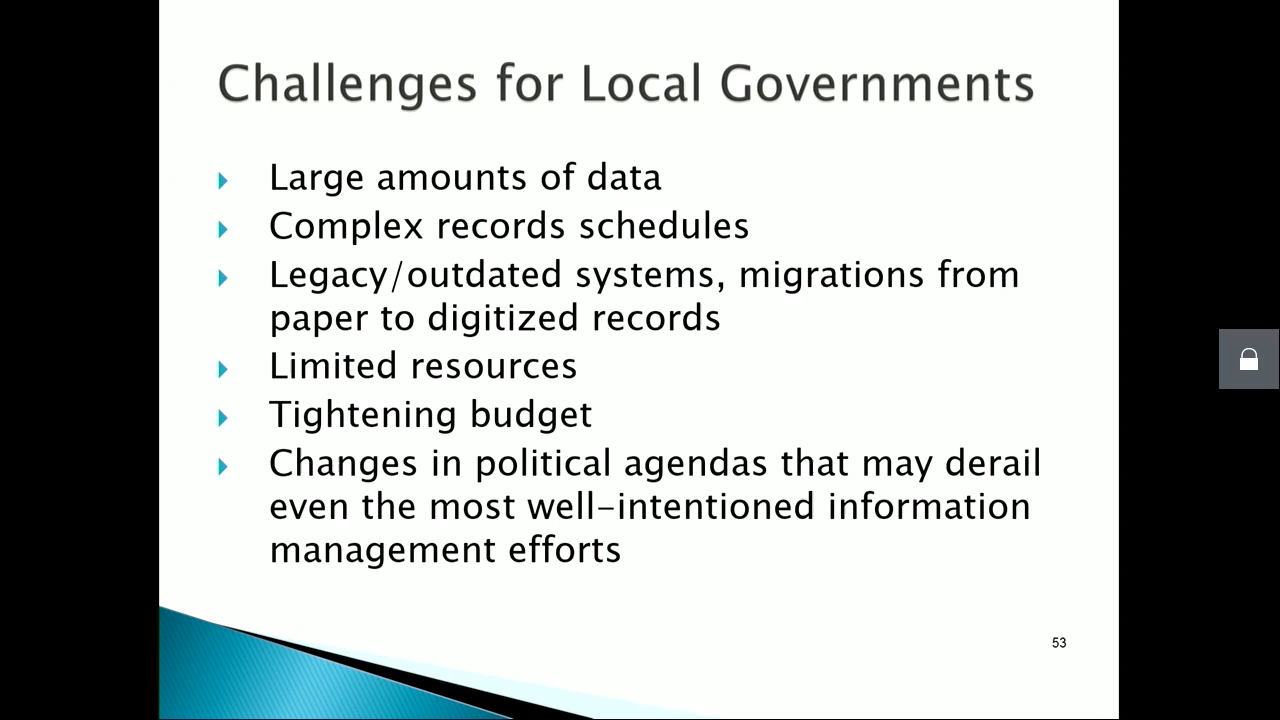 Challenges for Local Governments
Large amounts of data
Complex records schedules
Legacy/outdated systems, migrations from
paper to digitized records
Limited resources
Tightening budget
Changes in political agendas that may derail
even the most well-intentioned information
management efforts
53